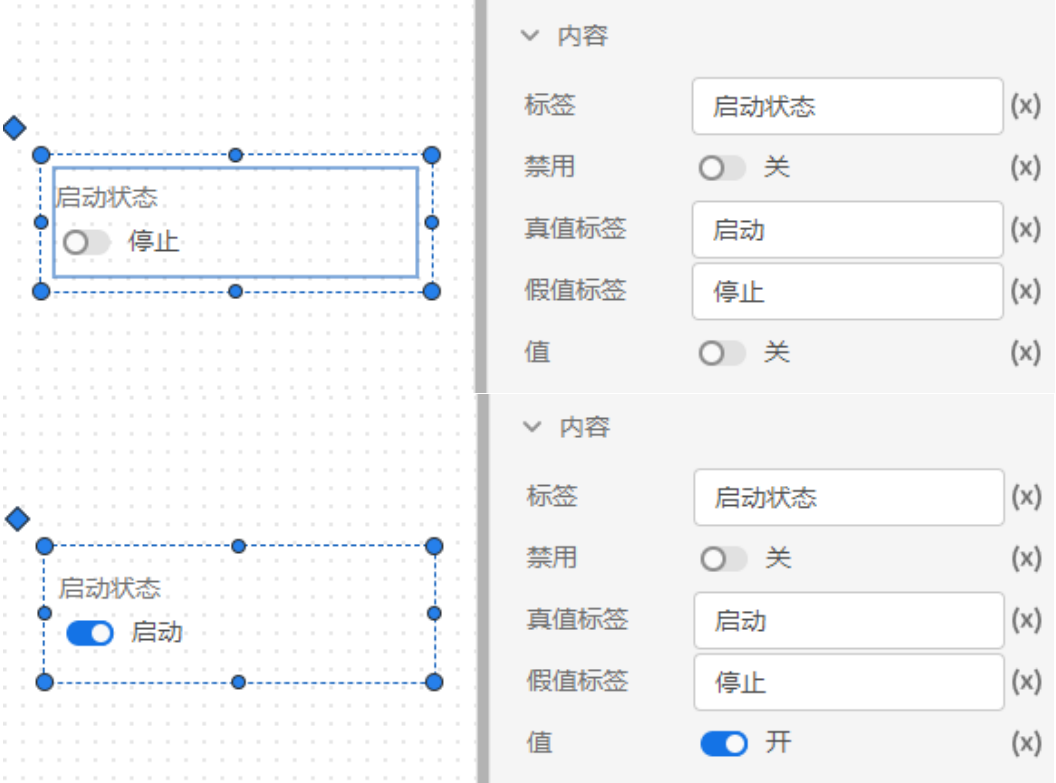 内容
标签 启动状态 (x)
禁用 关 (x)
启动状态
真值标签 启动 (x)
停止
假值标签 停止 (x)
值 关 (x)
内容
标签 启动状态 (x)
禁用 关 (x)
启动状态
真值标签 启动 (x)
启动
假值标签 停止 (x)
值 开 (x)